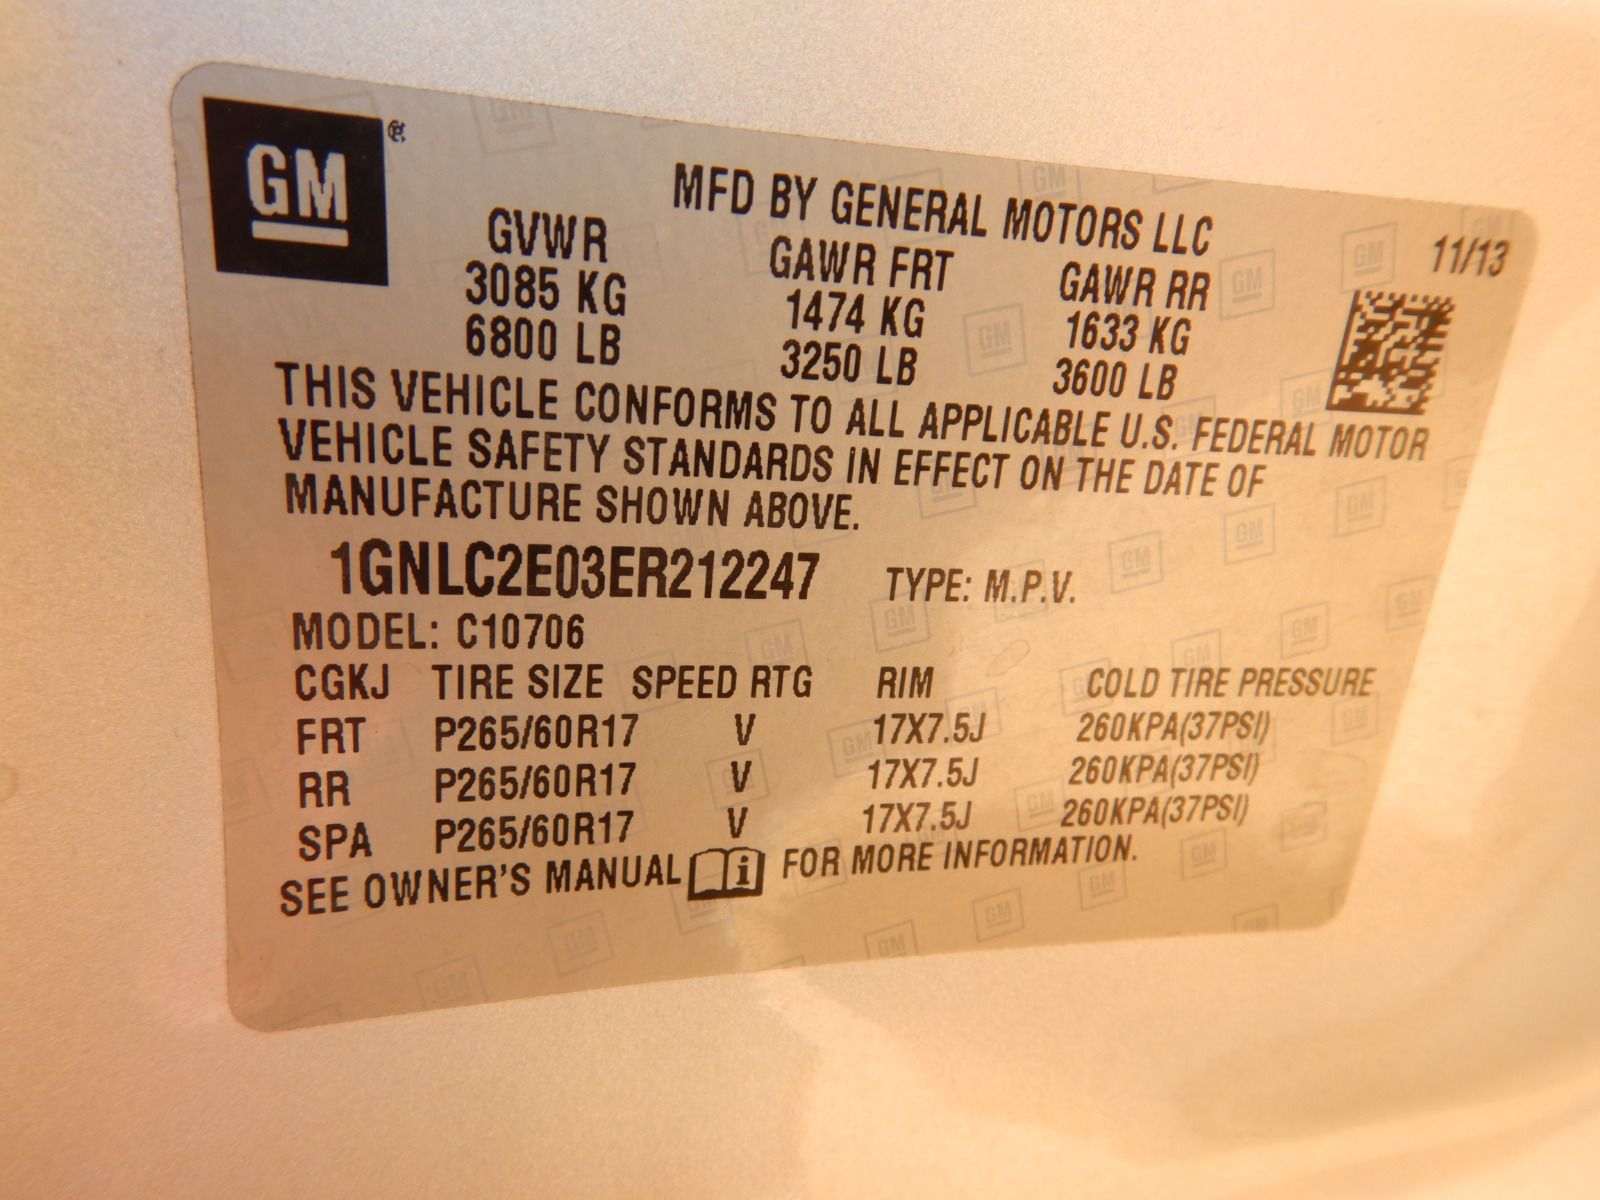 GM®
MFD BY GENERAL MOTORS LLC
11/13
GVWR GAWR FRT GAWR RR
3085 KG 1474 KG 1633 KG
6800 LB 3250 LB 3600 LB
THIS VEHICLE CONFORMS TO ALL APPLICABLE U.S. FEDERAL MOTOR
VEHICLE SAFETY STANDARDS IN EFFECT ON THE DATE OF
MANUFACTURE SHOWN ABOVE.
1GNLC2E03ER212247 TYPE: M.P.V.
MODEL: C10706
CGKJ TIRE SIZE SPEED RTG RIM COLD TIRE PRESSURE
FRT P265/60R17 V 17X7.5J 260KPA(37PSI)
RR P265/60R17 V 17X7.5J 260KPA(37PSI)
SPA P265/60R17 V 17X7.5J 260KPA(37PSI)
SEE OWNER'S MANUAL i FOR MORE INFORMATION.